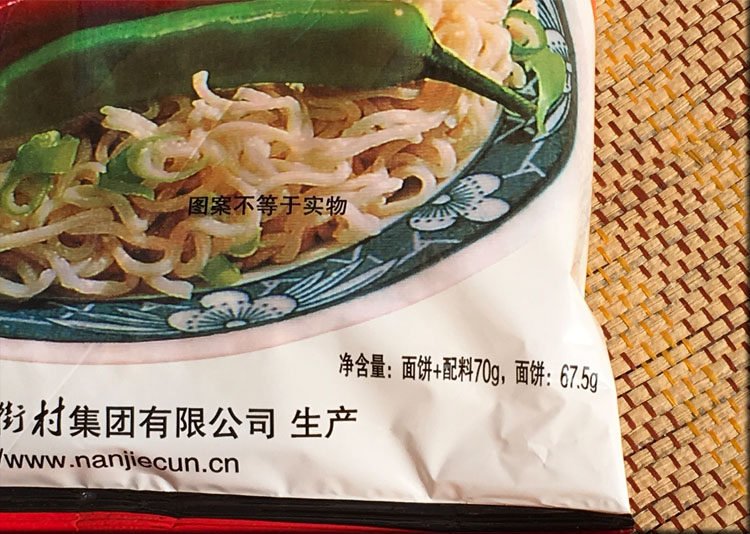 图案不等于实物
净含量：面饼+配料70g，面饼：67.5g
街村集团有限公司 生产
/www.nanjiecun.cn